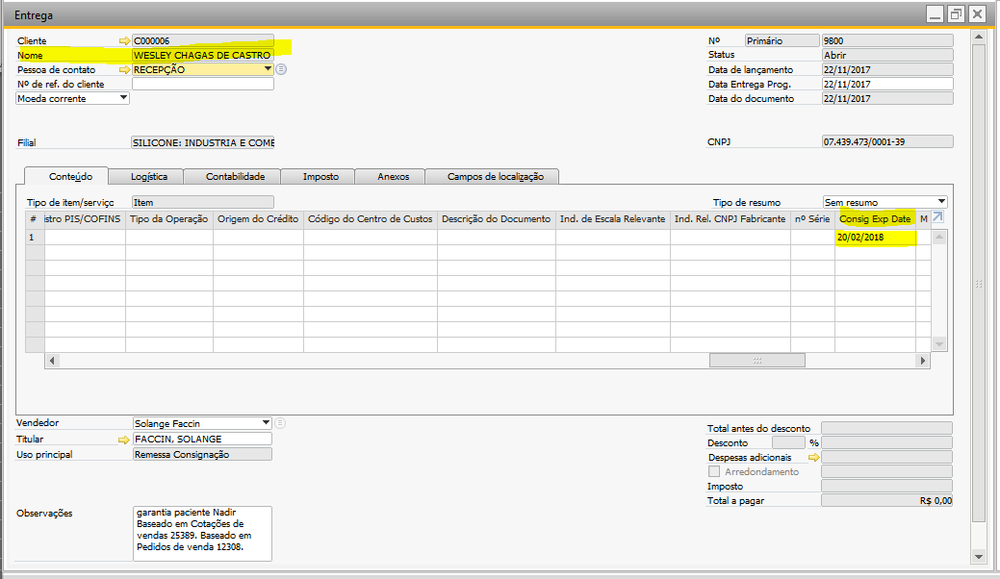 Entrega
Cliente C000006
Nome WESLEY CHAGAS DE CASTRO
Pessoa de contato RECEPÇÃO
Nº de ref. do cliente
Moeda corrente
Filial SILICONE: INDUSTRIA E COME
Nº Primário 9800
Status Abrir
Data de lançamento 22/11/2017
Data Entrega Prog. 22/11/2017
Data do documento 22/11/2017
CNPJ 07.439.473/0001-39
Conteúdo Logística Contabilidade Imposto Anexos Campos de localização
Tipo de item/serviço Item Tipo de resumo Sem resumo
# istro PIS/COFINS Tipo da Operação Origem do Crédito Código do Centro de Custos Descrição do Documento Ind. de Escala Relevante Ind. Rel. CNPJ Fabricante nº Série Consig Exp Date M
1 20/02/2018
Vendedor Solange Faccin
Titular FACCIN, SOLANGE
Uso principal Remessa Consignação
Observações garantia paciente Nadir
Baseado em Cotações de
vendas 25389. Baseado em
Pedidos de venda 12308.
Total antes do desconto
Desconto %
Despesas adicionais
Arredondamento
Imposto
Total a pagar R$ 0,00